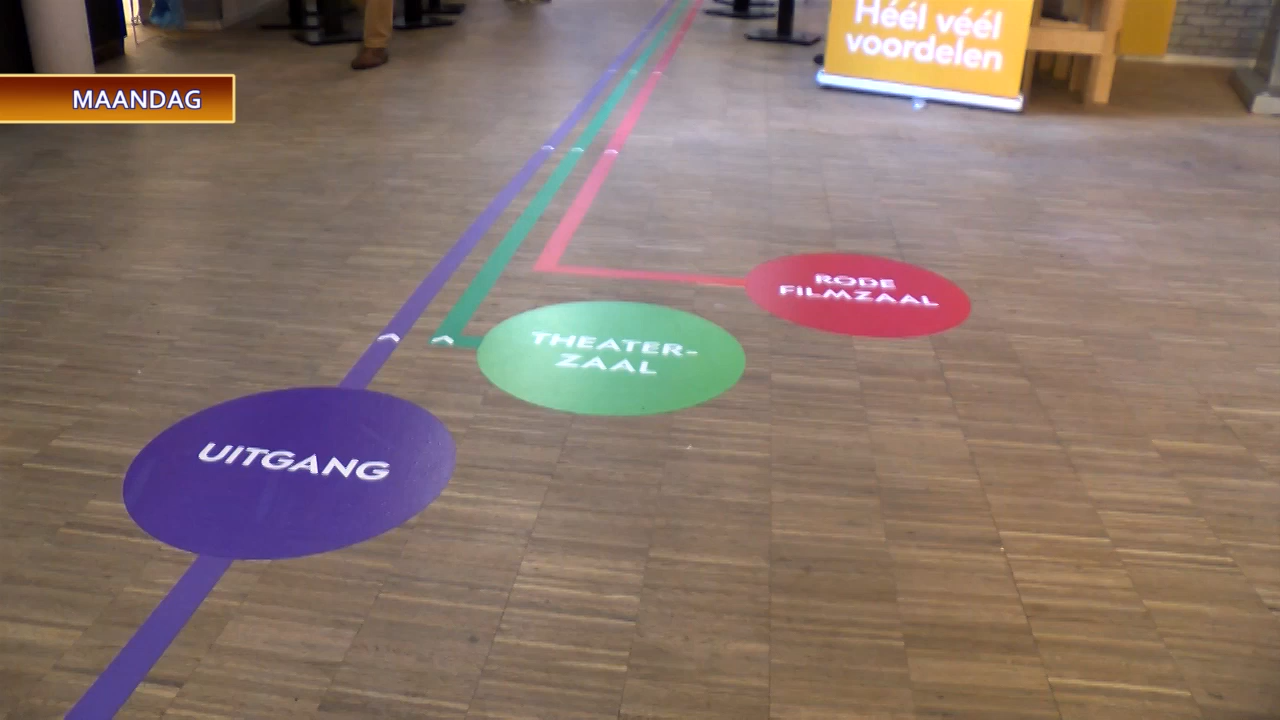 Héél véél
voordelen
MAANDAG
RODE
FILMZAAL
THEATER-
ZAAL
UITGANG